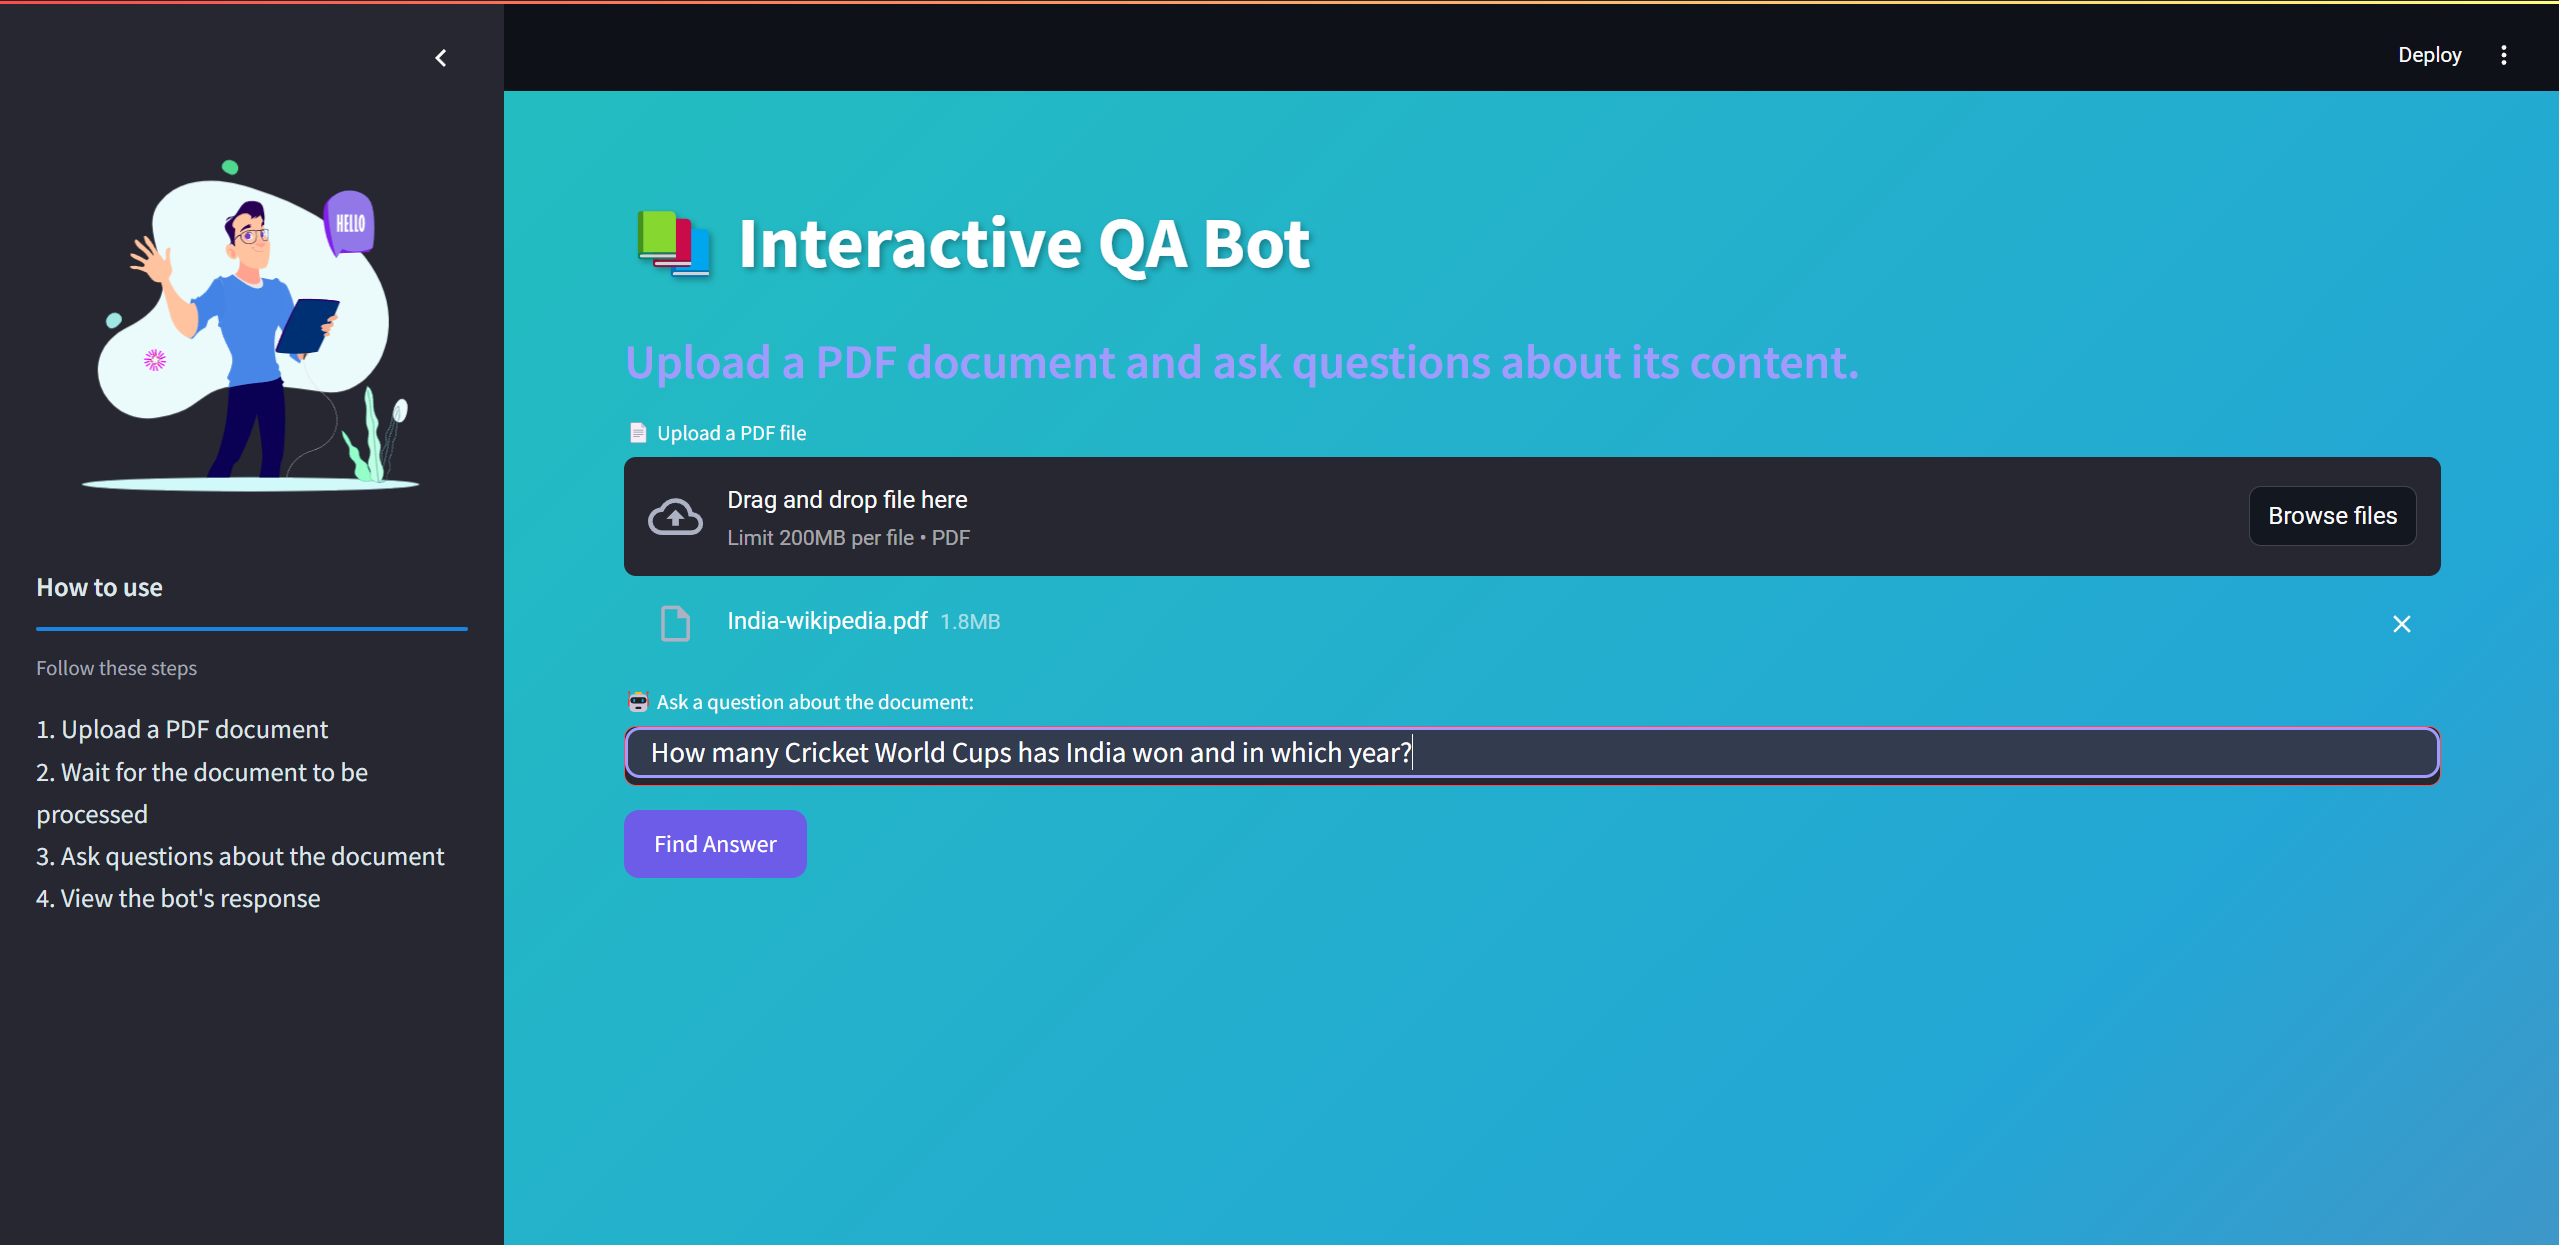 Deploy
HELLO
How to use
Follow these steps
1. Upload a PDF document
2. Wait for the document to be
processed
3. Ask questions about the document
4. View the bot's response
Interactive QA Bot
Upload a PDF document and ask questions about its content.
Upload a PDF file
Drag and drop file here
Limit 200MB per file • PDF
Browse files
India-wikipedia.pdf 1.8MB
Ask a question about the document:
How many Cricket World Cups has India won and in which year?
Find Answer